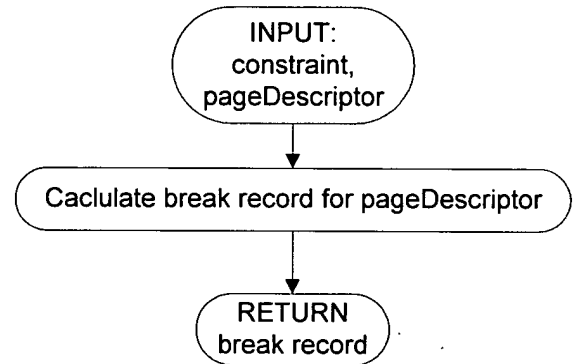 INPUT:
constraint,
pageDescriptor
Caclulate break record for pageDescriptor
RETURN
break record